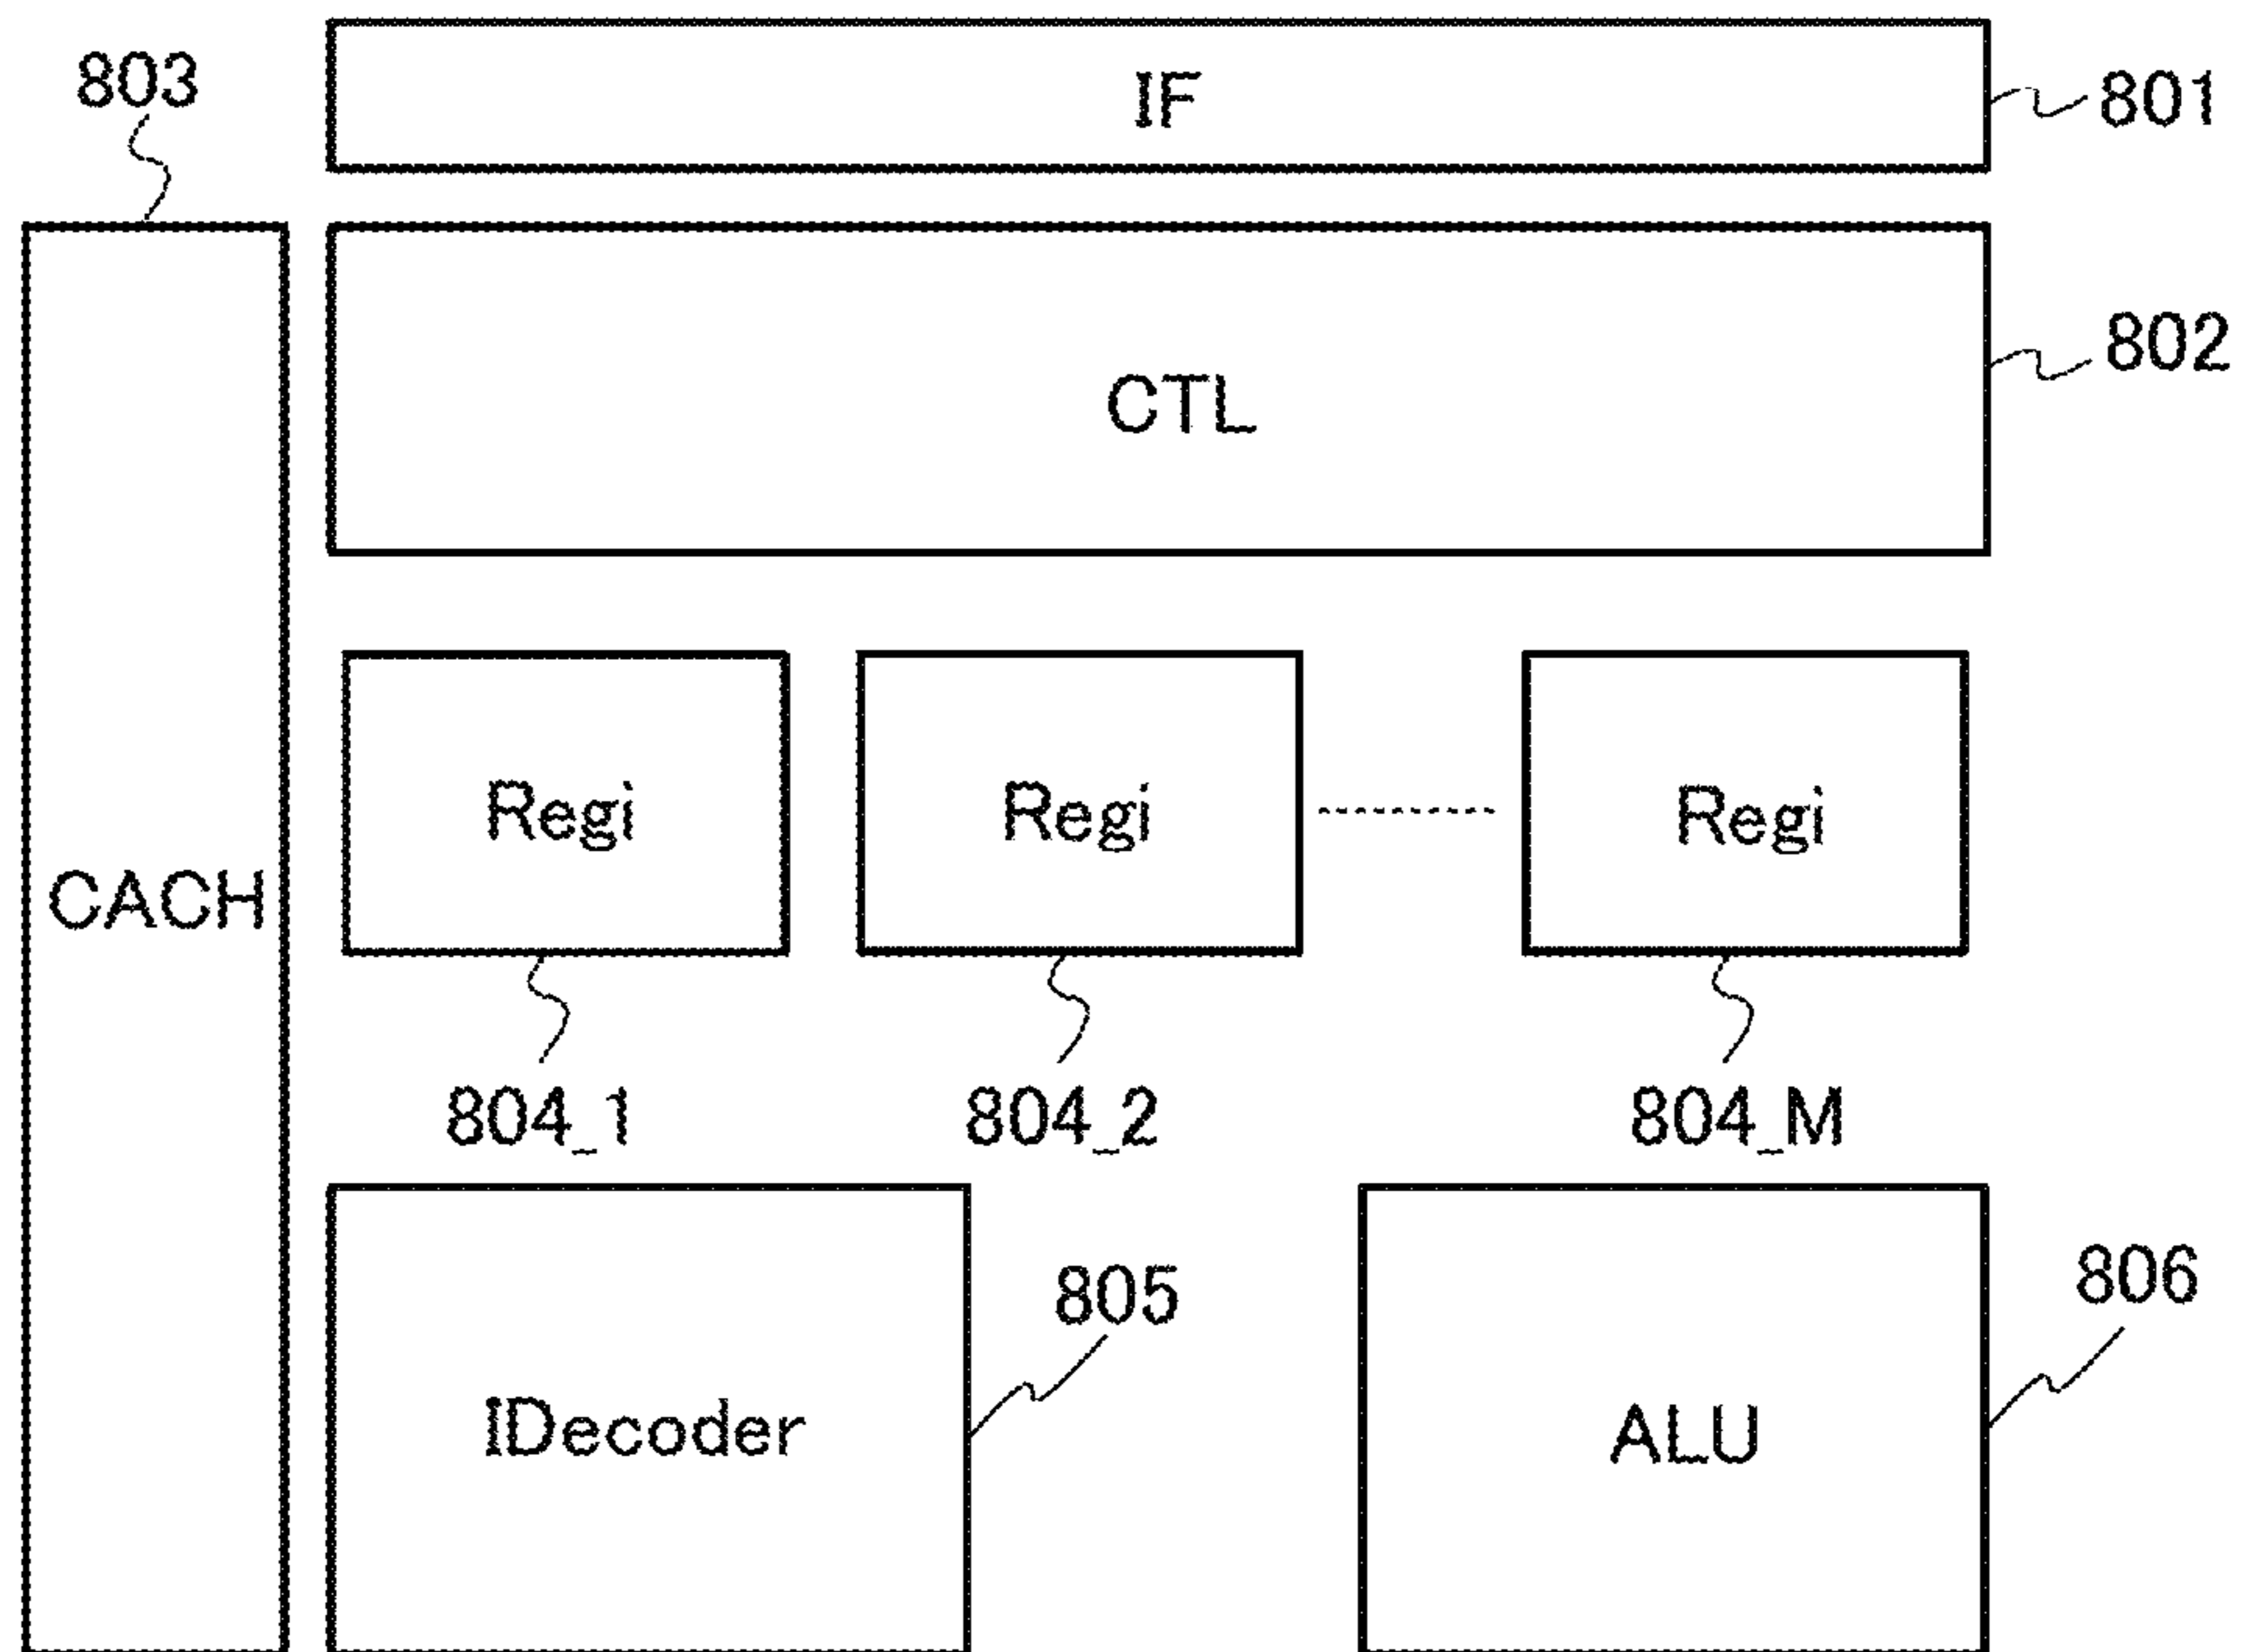 803
IF
801
802
CTL
Regi
Regi
Regi
CACH
804_1
804_2
804_M
805
806
IDecoder
ALU